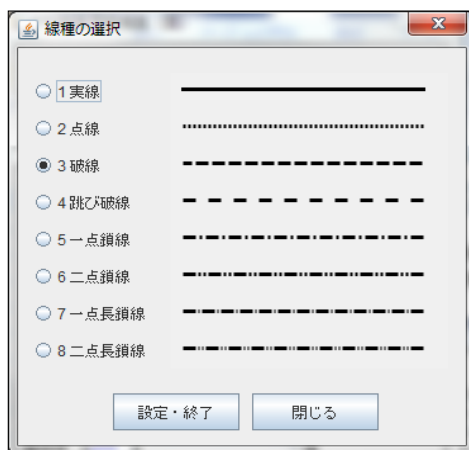 線種の選択
1 実線
2 点線
3 破線
4 跳び破線
5 一点鎖線
6 二点鎖線
7 一点長鎖線
8 二点長鎖線
設定・終了 閉じる